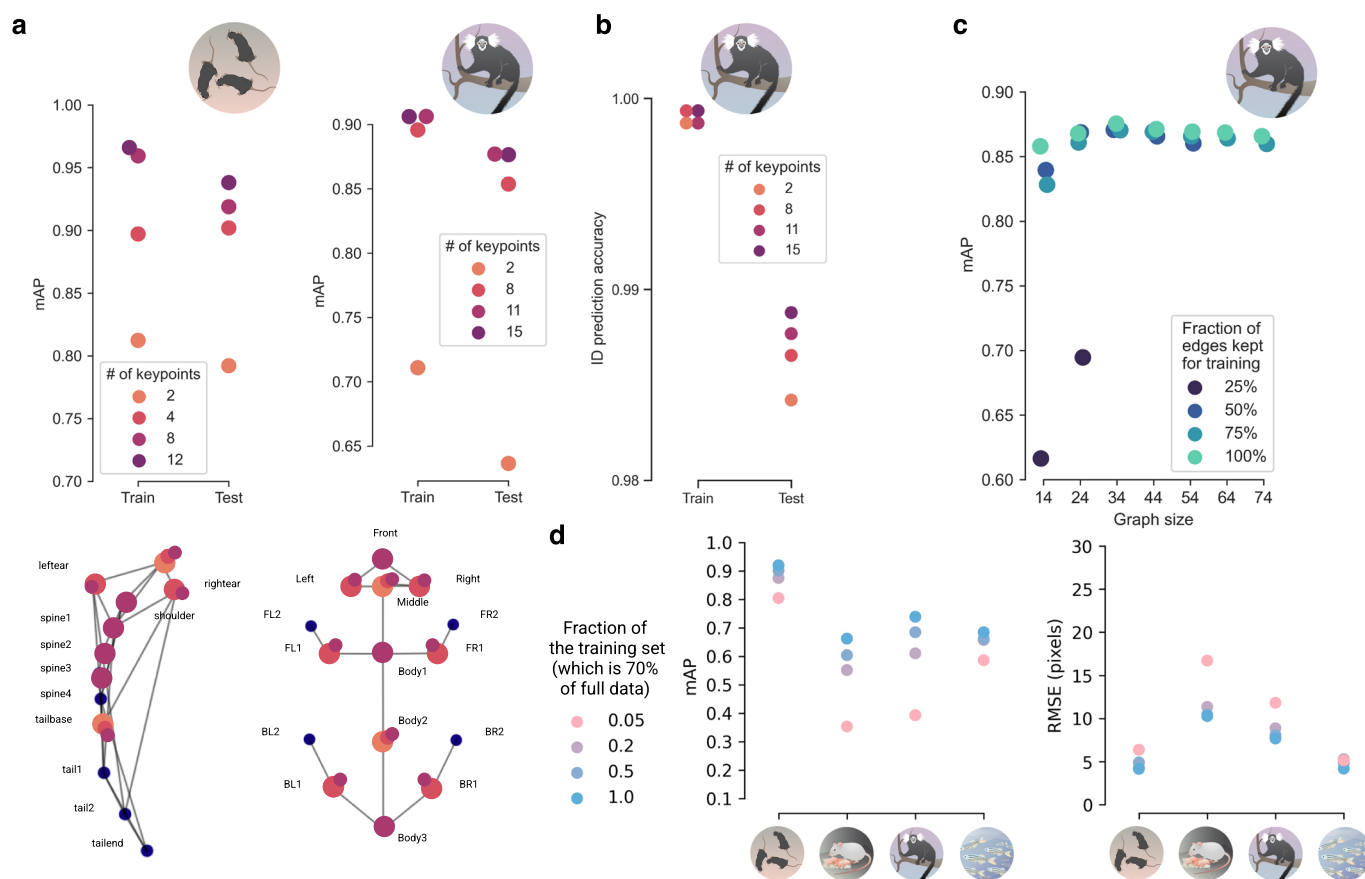 a
1.00
0.95
0.90
0.85
0.80
0.75
0.70
mAP
# of keypoints
2
4
8
12
Train
Test
0.90
0.85
0.80
0.75
0.70
0.65
mAP
# of keypoints
2
8
11
15
Train
Test
b
1.00
0.99
0.98
ID prediction accuracy
# of keypoints
2
8
11
15
Train
Test
c
0.90
0.85
0.80
0.75
0.70
0.65
0.60
mAP
Fraction of
edges kept
for training
25%
50%
75%
100%
14
24
34
44
54
64
74
Graph size
leftear
rightear
shoulder
spine1
spine2
spine3
spine4
tailbase
tail1
tail2
tailend
Front
Left
Right
Middle
FL2
FR2
FL1
FR1
Body1
Body2
BL2
BR2
BL1
BR1
Body3
d
Fraction of
the training set
(which is 70%
of full data)
0.05
0.2
0.5
1.0
1.0
0.9
0.8
0.7
0.6
0.5
0.4
0.3
0.2
0.1
mAP
30
25
20
15
10
5
0
RMSE (pixels)